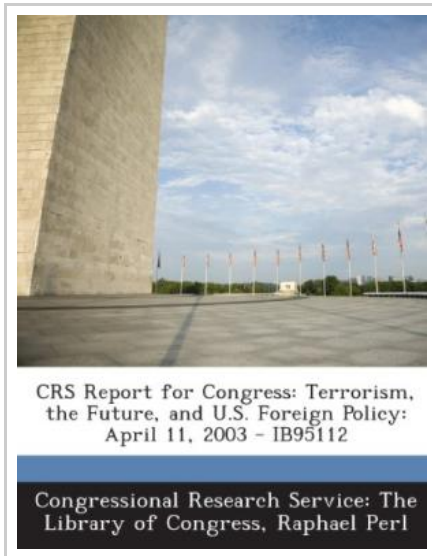 CRS Report for Congress: Terrorism,
the Future, and U.S. Foreign Policy:
April 11, 2003 - IB95112
Congressional Research Service: The
Library of Congress, Raphael Perl